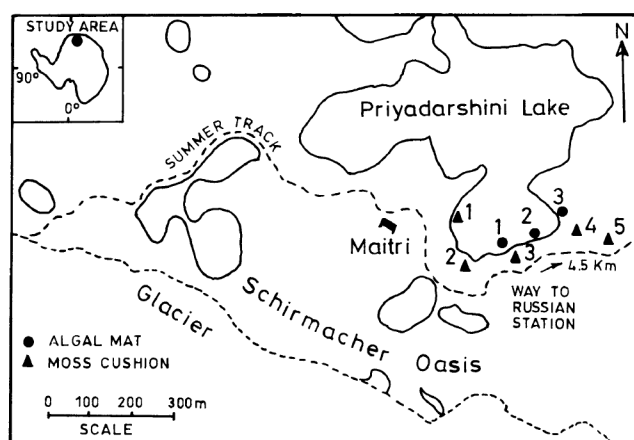 STUDY AREA
90°
0°
N
Priyadarshini Lake
SUMMER TRACK
1
3
2
1
4
5
Maitri
2
3
4.5 Km
WAY TO
RUSSIAN
STATION
Glacier
Schirmacher Oasis
ALGAL MAT
MOSS CUSHION
0 100 300m
SCALE